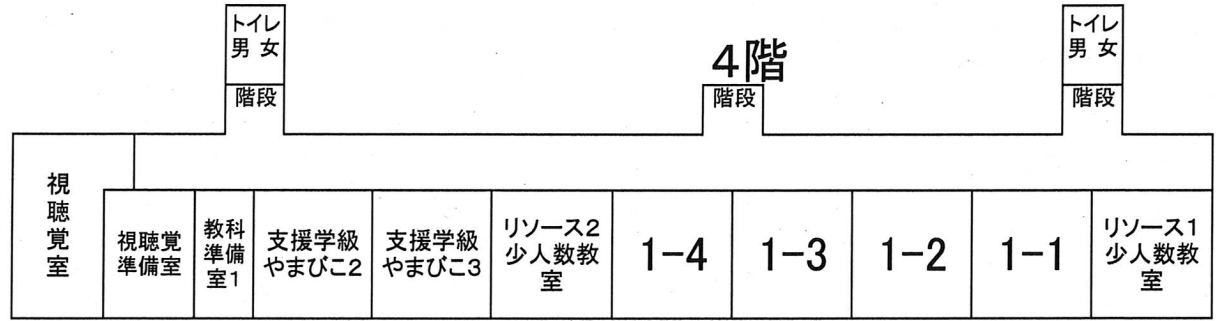 トイレ
男 女
階段
4階
階段
トイレ
男 女
階段
視
聴
覚
室
視聴覚
準備室
教科
準備
室1
支援学級
やまびこ2
支援学級
やまびこ3
リソース2
少人数教
室
1-4
1-3
1-2
1-1
リソース1
少人数教
室